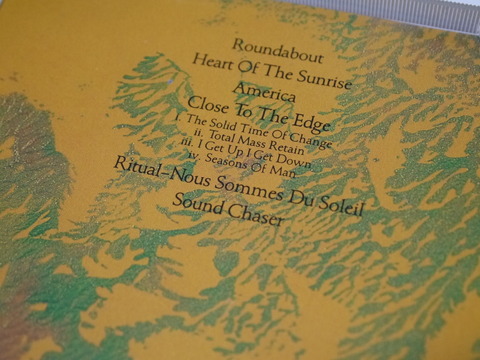 Roundabout
Heart Of The Sunrise
America
Close To The Edge
i. The Solid Time Of Change
ii. Total Mass Retain
iii. I Get Up I Get Down
iv. Seasons Of Man
Ritual–Nous Sommes Du Soleil
Sound Chaser